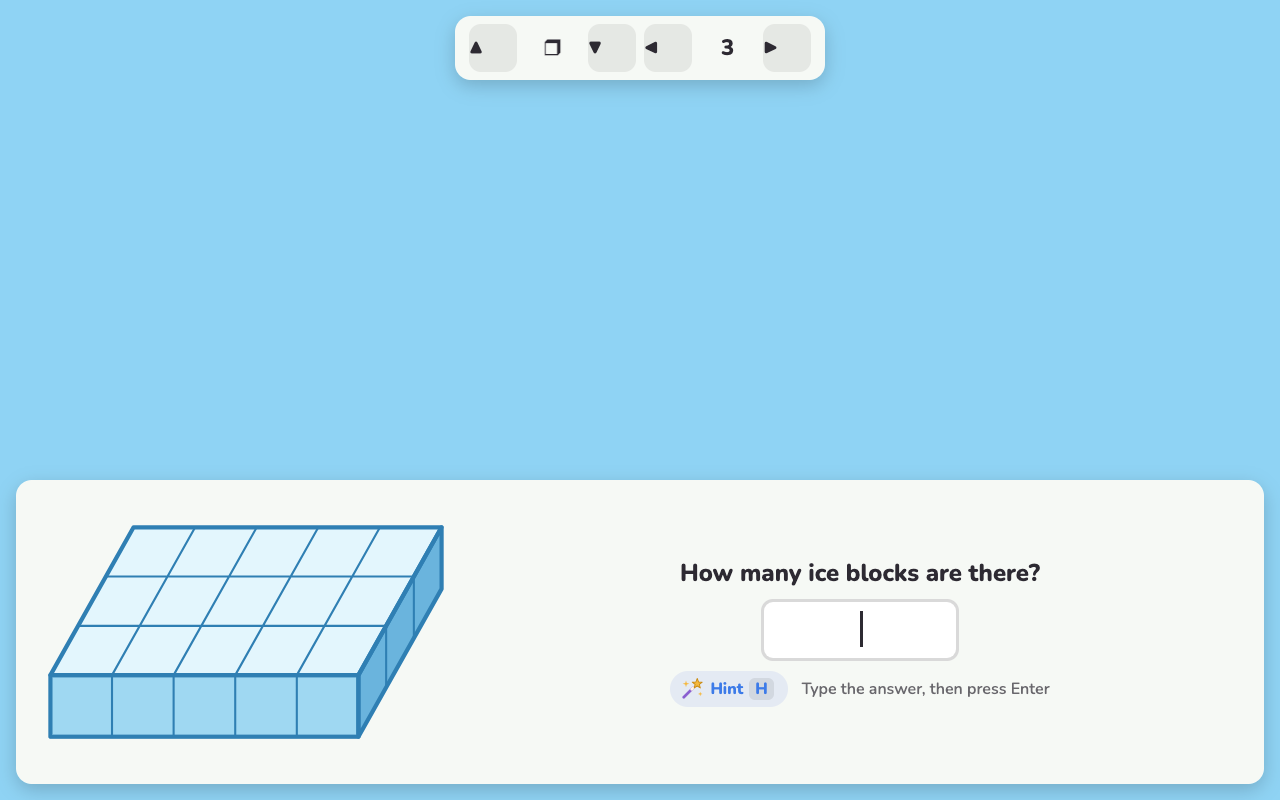 3
How many ice blocks are there?
Hint H Type the answer, then press Enter